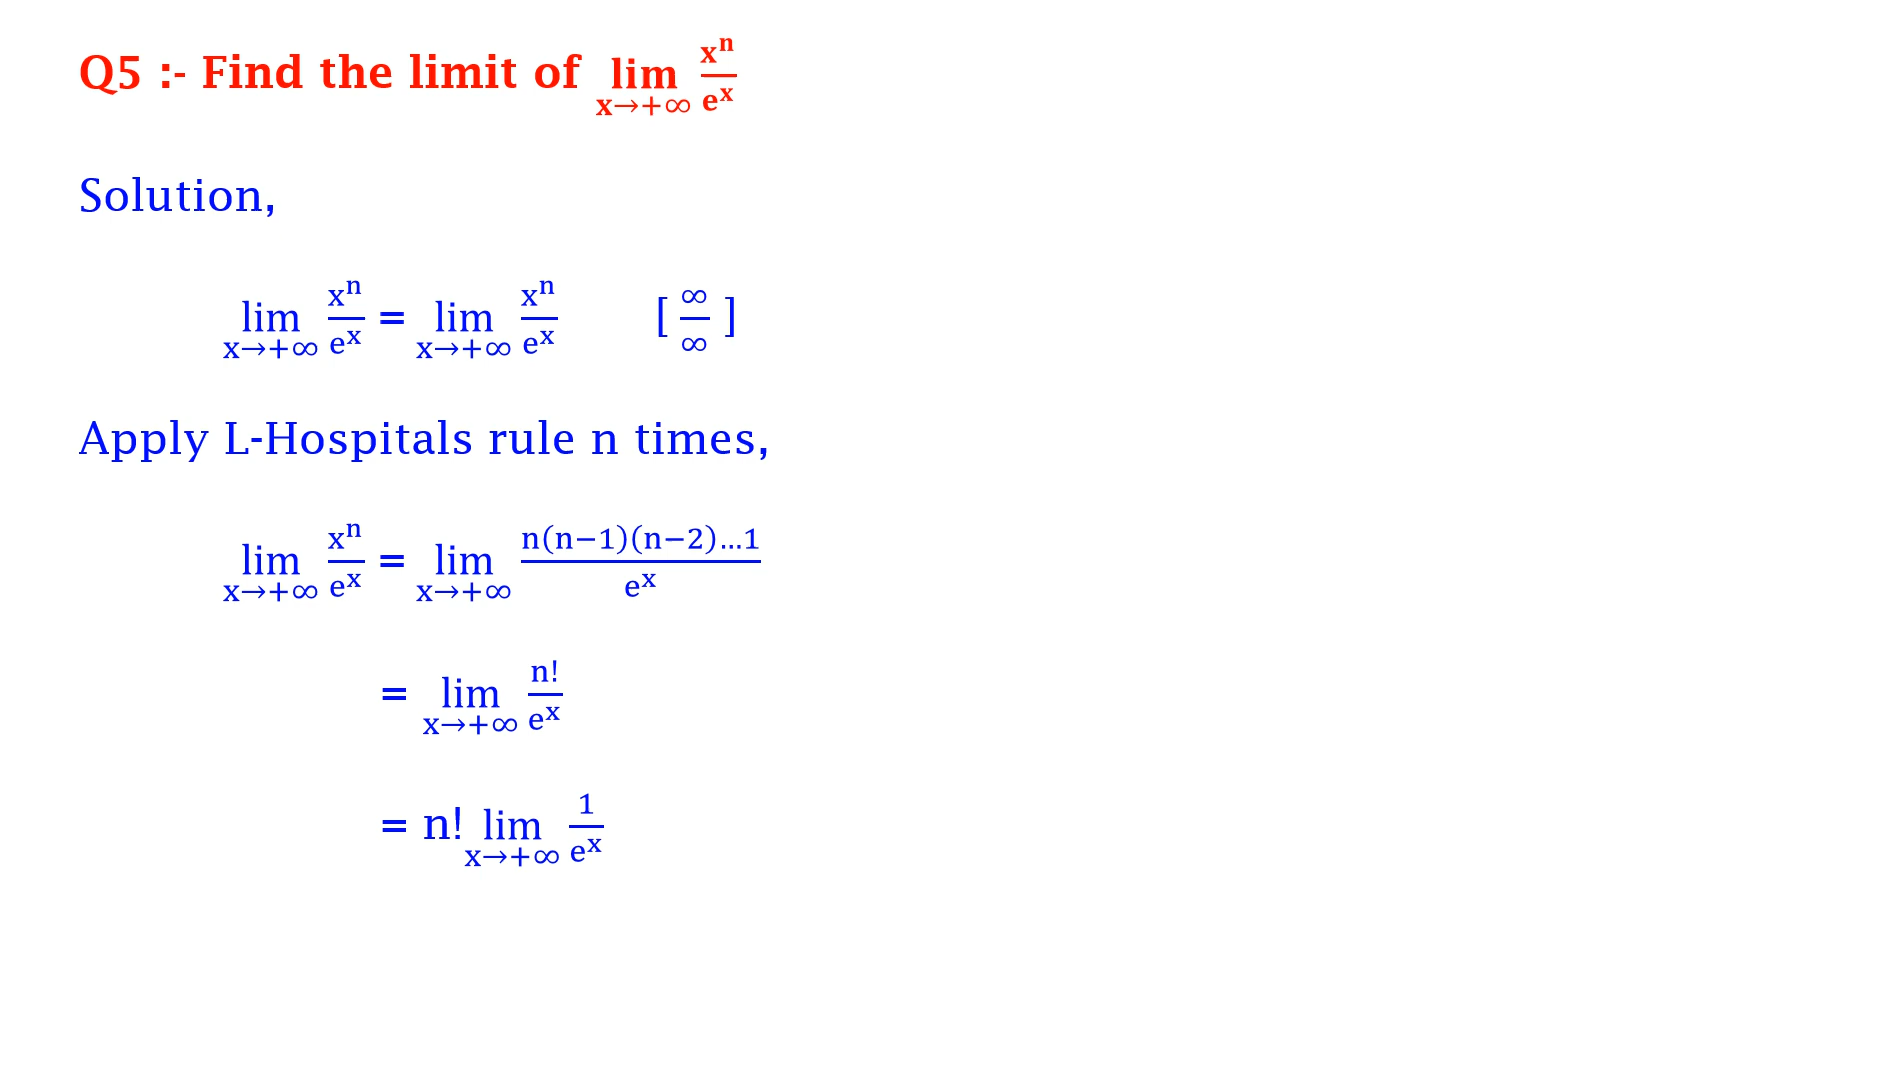 Q5 :- Find the limit of lim x→+∞ xⁿ/eˣ
Solution,
lim x→+∞ xⁿ/eˣ = lim x→+∞ xⁿ/eˣ [ ∞/∞ ]
Apply L-Hospitals rule n times,
lim x→+∞ xⁿ/eˣ = lim x→+∞ n(n−1)(n−2)…1/eˣ
= lim x→+∞ n!/eˣ
= n! lim x→+∞ 1/eˣ